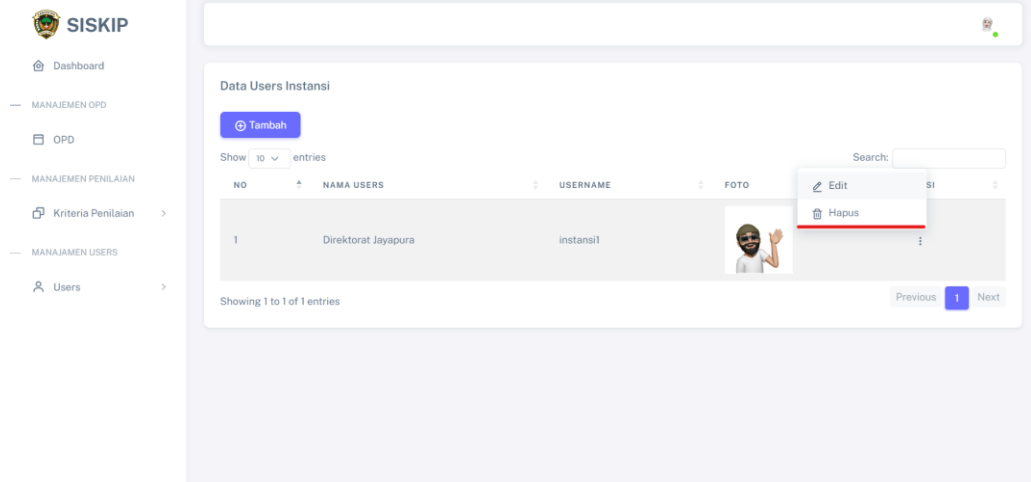 SISKIP
Dashboard
MANAJEMEN OPD
OPD
MANAJEMEN PENILAIAN
Kriteria Penilaian
MANAJAMEN USERS
Users
Data Users Instansi
Tambah
Show 10 entries
Search:
NO NAMA USERS USERNAME FOTO SI
Edit
Hapus
1 Direktorat Jayapura instansi1
Showing 1 to 1 of 1 entries
Previous 1 Next